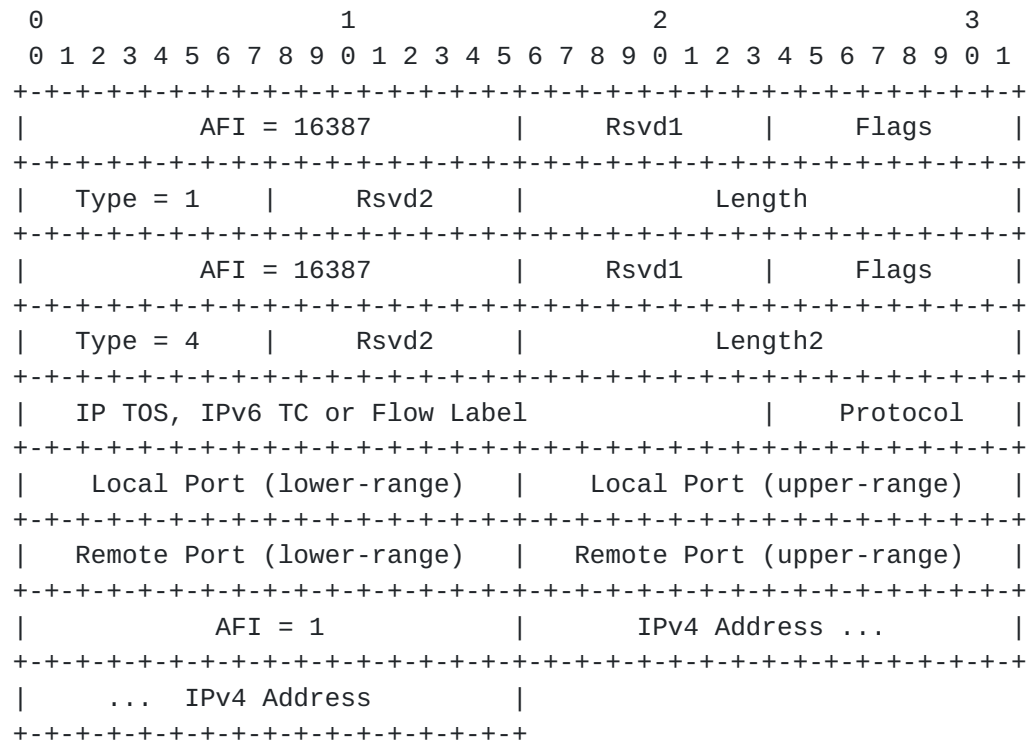 0                   1                   2                   3
 0 1 2 3 4 5 6 7 8 9 0 1 2 3 4 5 6 7 8 9 0 1 2 3 4 5 6 7 8 9 0 1
+-+-+-+-+-+-+-+-+-+-+-+-+-+-+-+-+-+-+-+-+-+-+-+-+-+-+-+-+-+-+-+-+
|           AFI = 16387         |     Rsvd1     |     Flags     |
+-+-+-+-+-+-+-+-+-+-+-+-+-+-+-+-+-+-+-+-+-+-+-+-+-+-+-+-+-+-+-+-+
|   Type = 1    |     Rsvd2     |            Length             |
+-+-+-+-+-+-+-+-+-+-+-+-+-+-+-+-+-+-+-+-+-+-+-+-+-+-+-+-+-+-+-+-+
|           AFI = 16387         |     Rsvd1     |     Flags     |
+-+-+-+-+-+-+-+-+-+-+-+-+-+-+-+-+-+-+-+-+-+-+-+-+-+-+-+-+-+-+-+-+
|   Type = 4    |     Rsvd2     |            Length2            |
+-+-+-+-+-+-+-+-+-+-+-+-+-+-+-+-+-+-+-+-+-+-+-+-+-+-+-+-+-+-+-+-+
|   IP TOS, IPv6 TC or Flow Label               |    Protocol   |
+-+-+-+-+-+-+-+-+-+-+-+-+-+-+-+-+-+-+-+-+-+-+-+-+-+-+-+-+-+-+-+-+
|    Local Port (lower-range)   |    Local Port (upper-range)   |
+-+-+-+-+-+-+-+-+-+-+-+-+-+-+-+-+-+-+-+-+-+-+-+-+-+-+-+-+-+-+-+-+
|   Remote Port (lower-range)   |   Remote Port (upper-range)   |
+-+-+-+-+-+-+-+-+-+-+-+-+-+-+-+-+-+-+-+-+-+-+-+-+-+-+-+-+-+-+-+-+
|            AFI = 1            |       IPv4 Address ...        |
+-+-+-+-+-+-+-+-+-+-+-+-+-+-+-+-+-+-+-+-+-+-+-+-+-+-+-+-+-+-+-+-+
|     ...  IPv4 Address         |
+-+-+-+-+-+-+-+-+-+-+-+-+-+-+-+-+